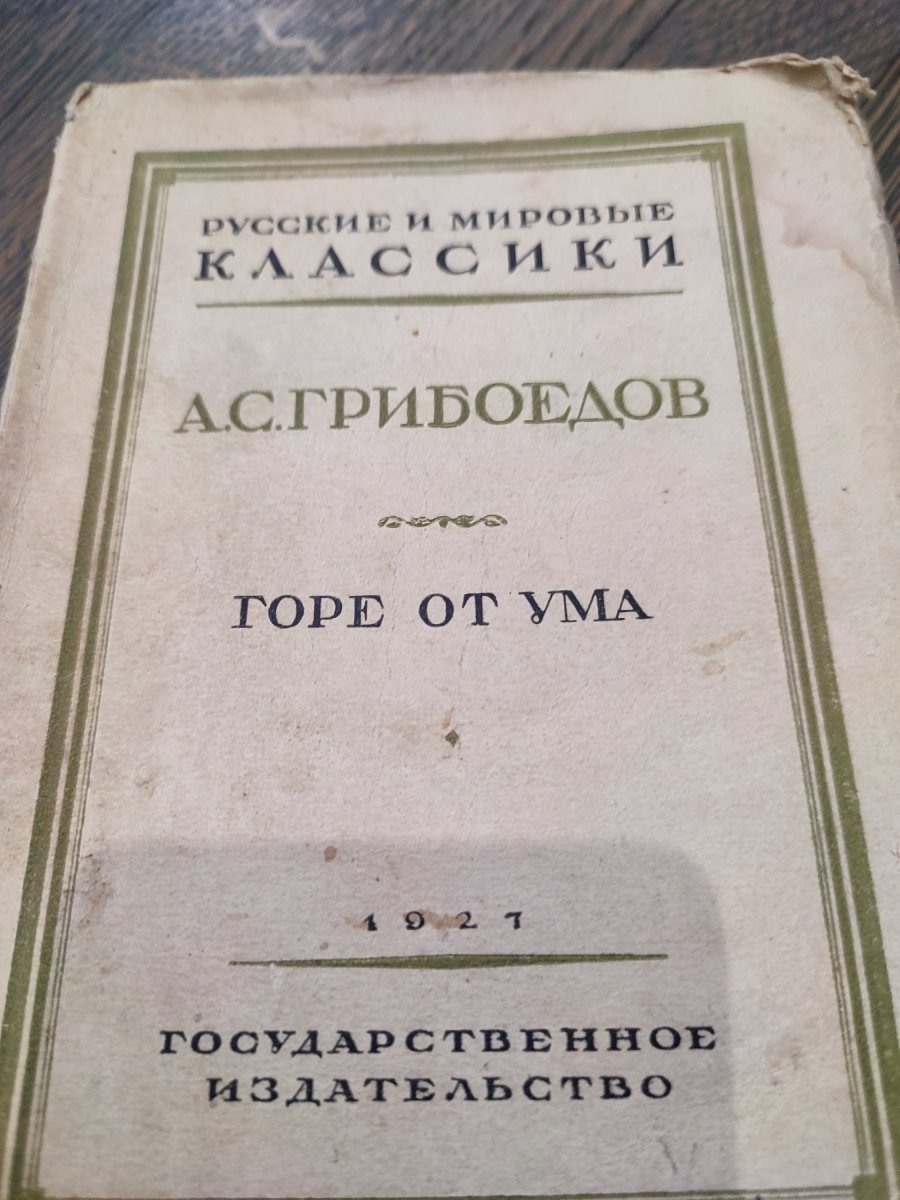 РУССКИЕ И МИРОВЫЕ
КЛАССИКИ
А.С.ГРИБОЕДОВ
ГОРЕ ОТ УМА
1927
ГОСУДАРСТВЕННОЕ
ИЗДАТЕЛЬСТВО